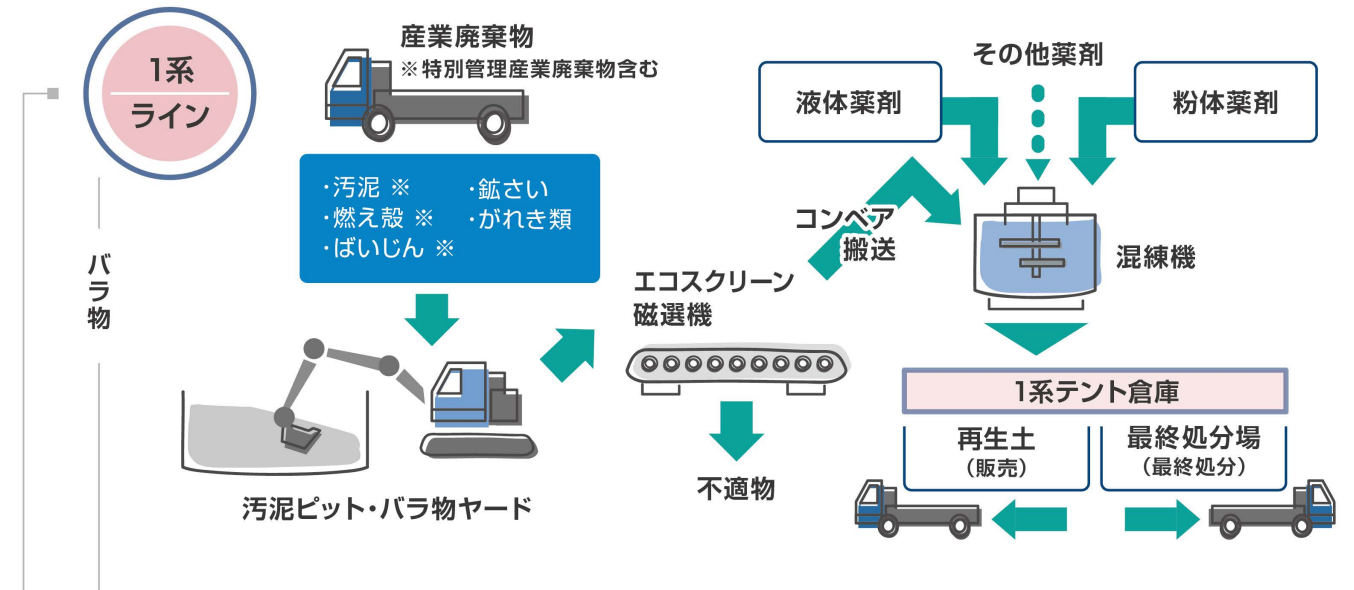 1系
ライン
バラ物
産業廃棄物
※特別管理産業廃棄物含む
・汚泥 ※
・燃え殻 ※
・ばいじん ※
・鉱さい
・がれき類
汚泥ピット・バラ物ヤード
エコスクリーン
磁選機
不適物
コンベア
搬送
液体薬剤
その他薬剤
粉体薬剤
混練機
1系テント倉庫
再生土
（販売）
最終処分場
（最終処分）